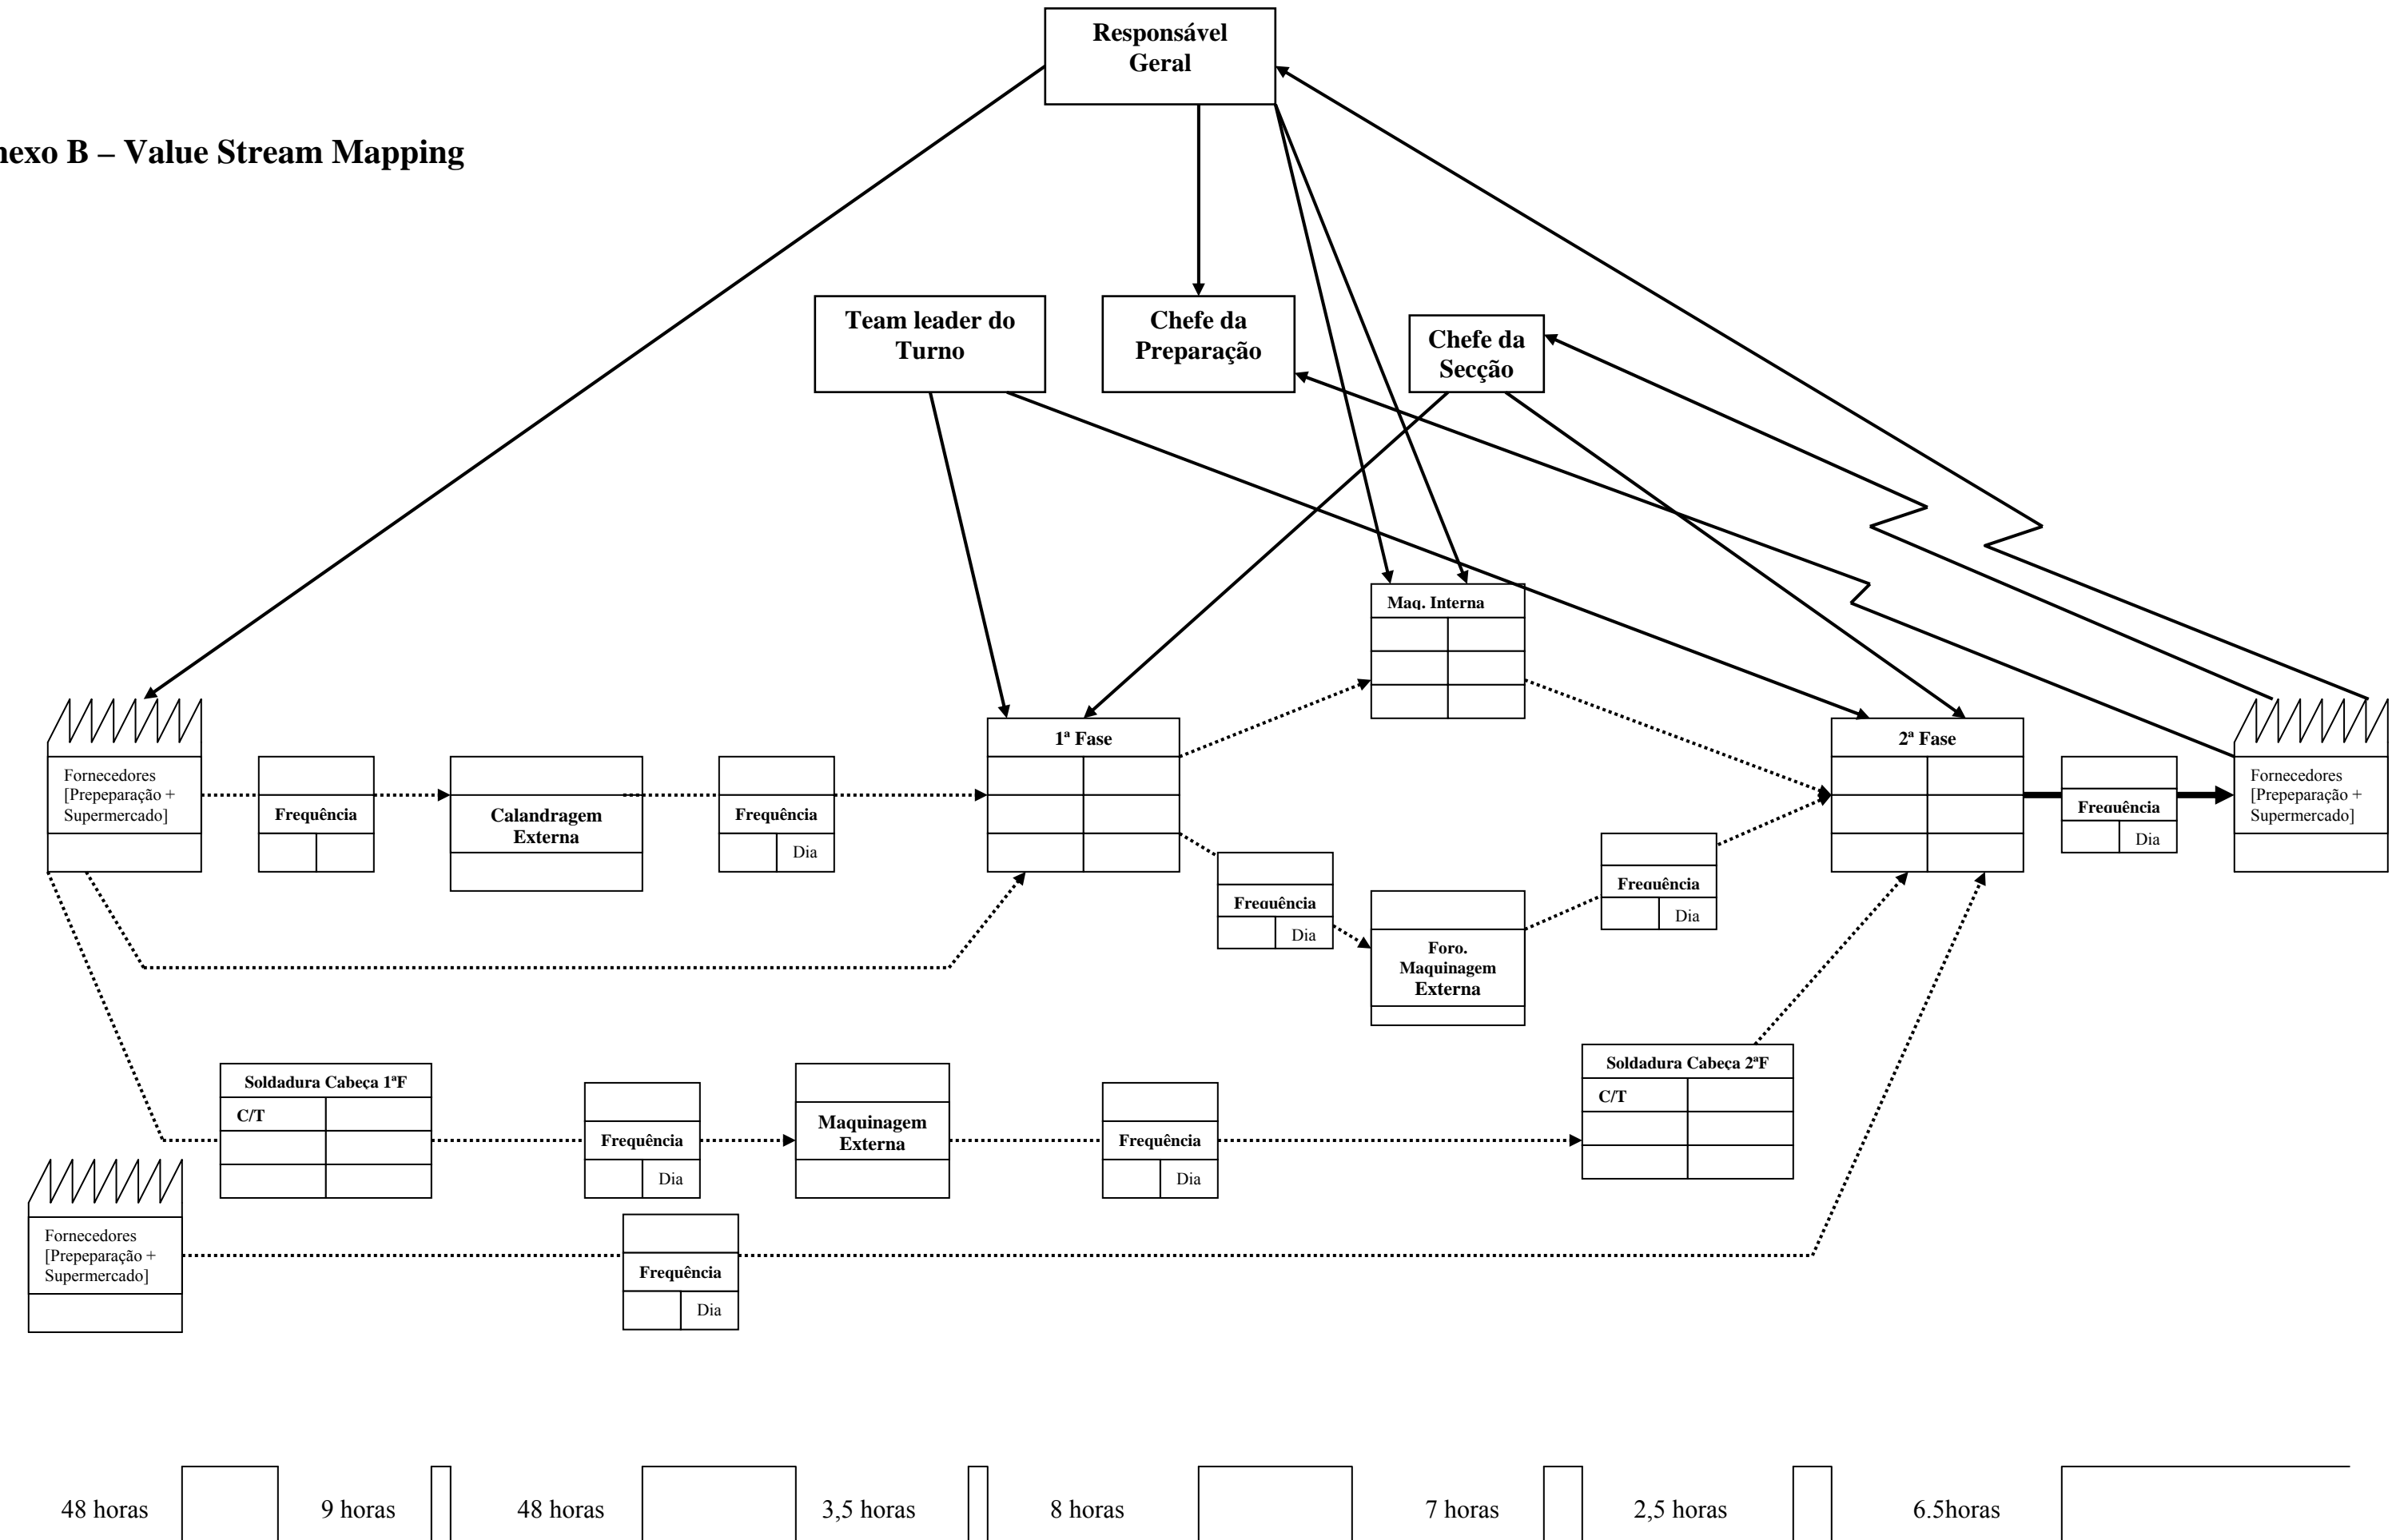 Responsável
Geral
nexo B – Value Stream Mapping
Team leader do
Turno
Chefe da
Preparação
Chefe da
Secção
Maq. Interna
1ª Fase
2ª Fase
Fornecedores
[Prepeparação +
Supermercado]
Frequência
Calandragem
Externa
Frequência
Dia
Frequência
Dia
Fornecedores
[Prepeparação +
Supermercado]
Frequência
Dia
Frequência
Dia
Foro.
Maquinagem
Externa
Soldadura Cabeça 1ªF
C/T
Frequência
Dia
Maquinagem
Externa
Frequência
Dia
Soldadura Cabeça 2ªF
C/T
Fornecedores
[Prepeparação +
Supermercado]
Frequência
Dia
48 horas
9 horas
48 horas
3,5 horas
8 horas
7 horas
2,5 horas
6.5horas